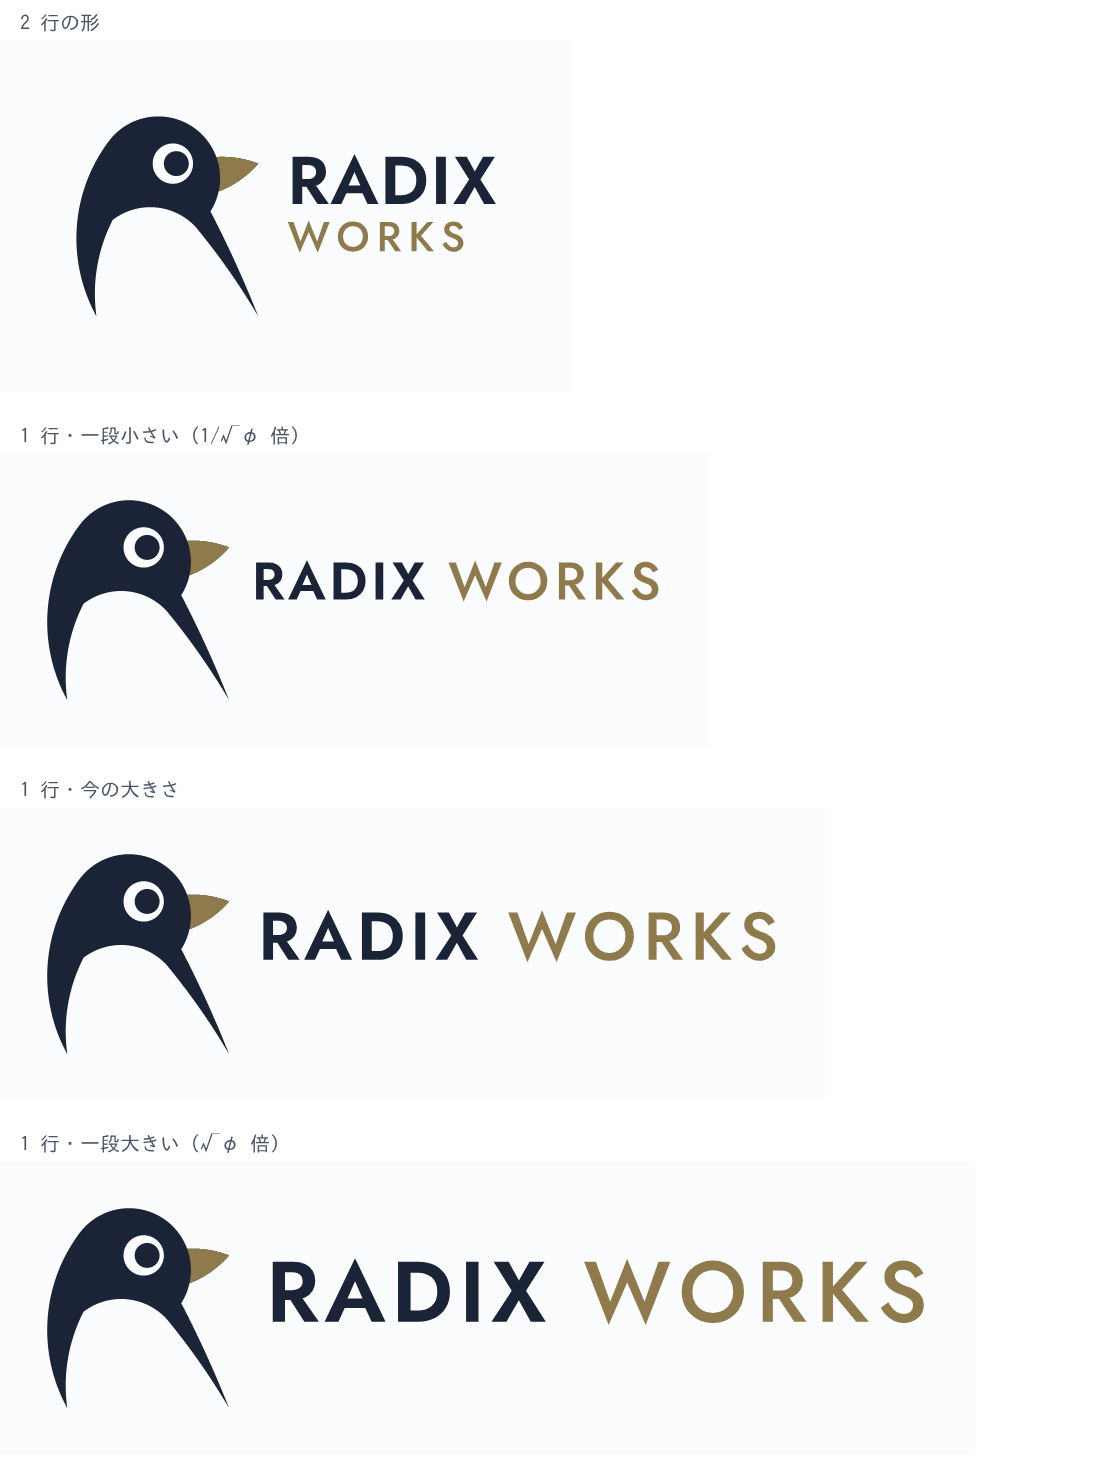 2 行の形
RADIX
WORKS
1 行・一段小さい（1/√φ 倍）
RADIX WORKS
1 行・今の大きさ
RADIX WORKS
1 行・一段大きい（√φ 倍）
RADIX WORKS